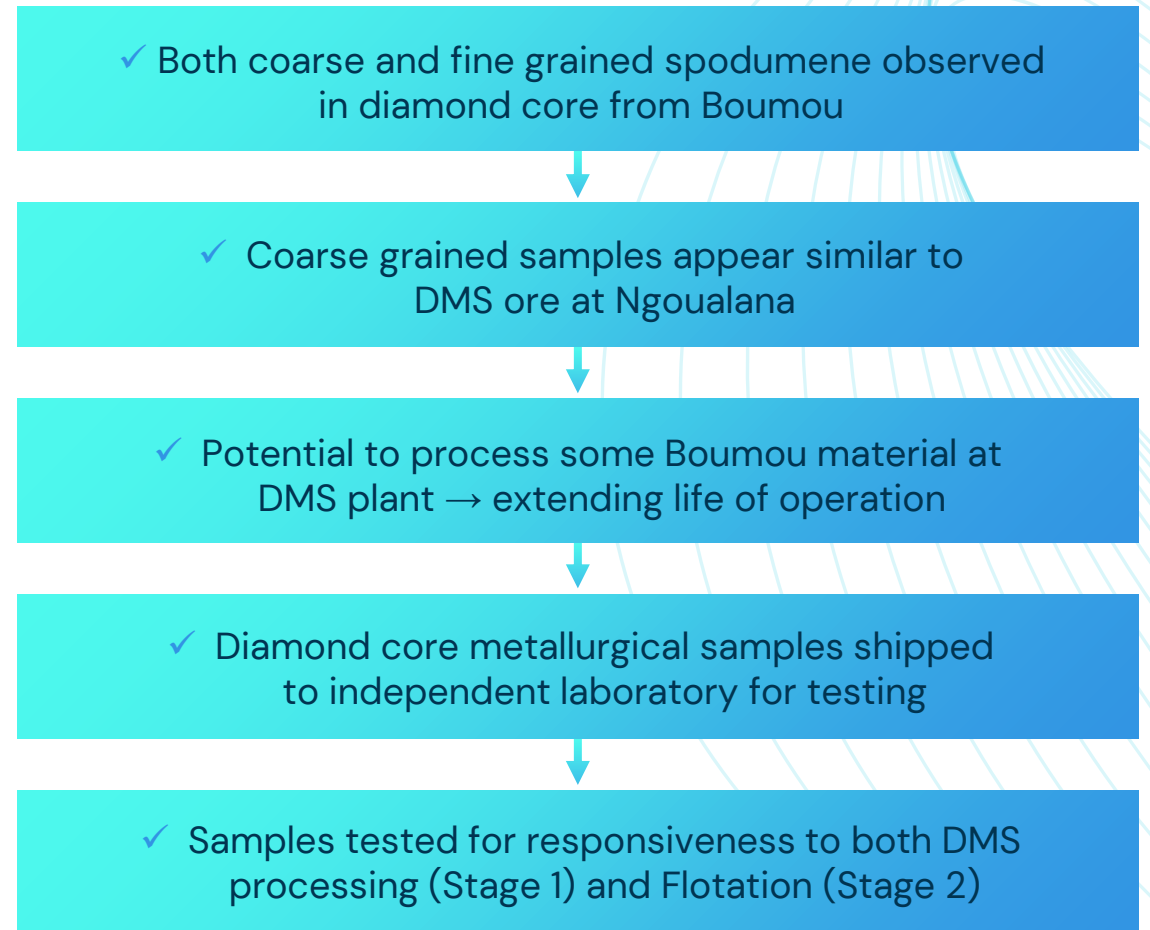 ✓ Both coarse and fine grained spodumene observed
in diamond core from Boumou
✓ Coarse grained samples appear similar to
DMS ore at Ngoualana
✓ Potential to process some Boumou material at
DMS plant → extending life of operation
✓ Diamond core metallurgical samples shipped
to independent laboratory for testing
✓ Samples tested for responsiveness to both DMS
processing (Stage 1) and Flotation (Stage 2)